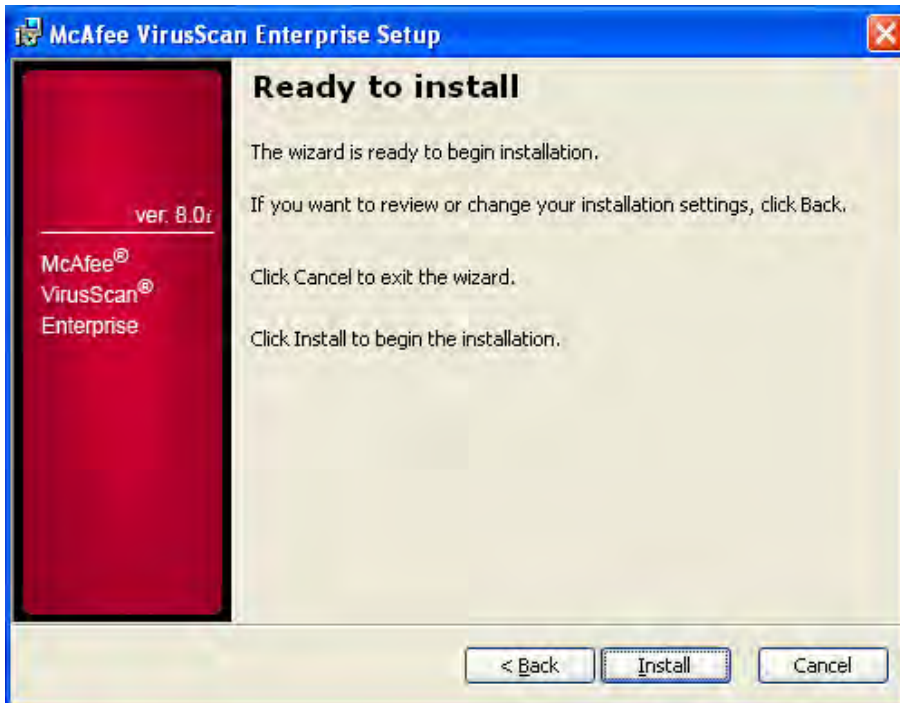 McAfee VirusScan Enterprise Setup
Ready to install
The wizard is ready to begin installation.
If you want to review or change your installation settings, click Back.
Click Cancel to exit the wizard.
Click Install to begin the installation.
ver. 8.0i
McAfee®
VirusScan®
Enterprise
< Back
Install
Cancel